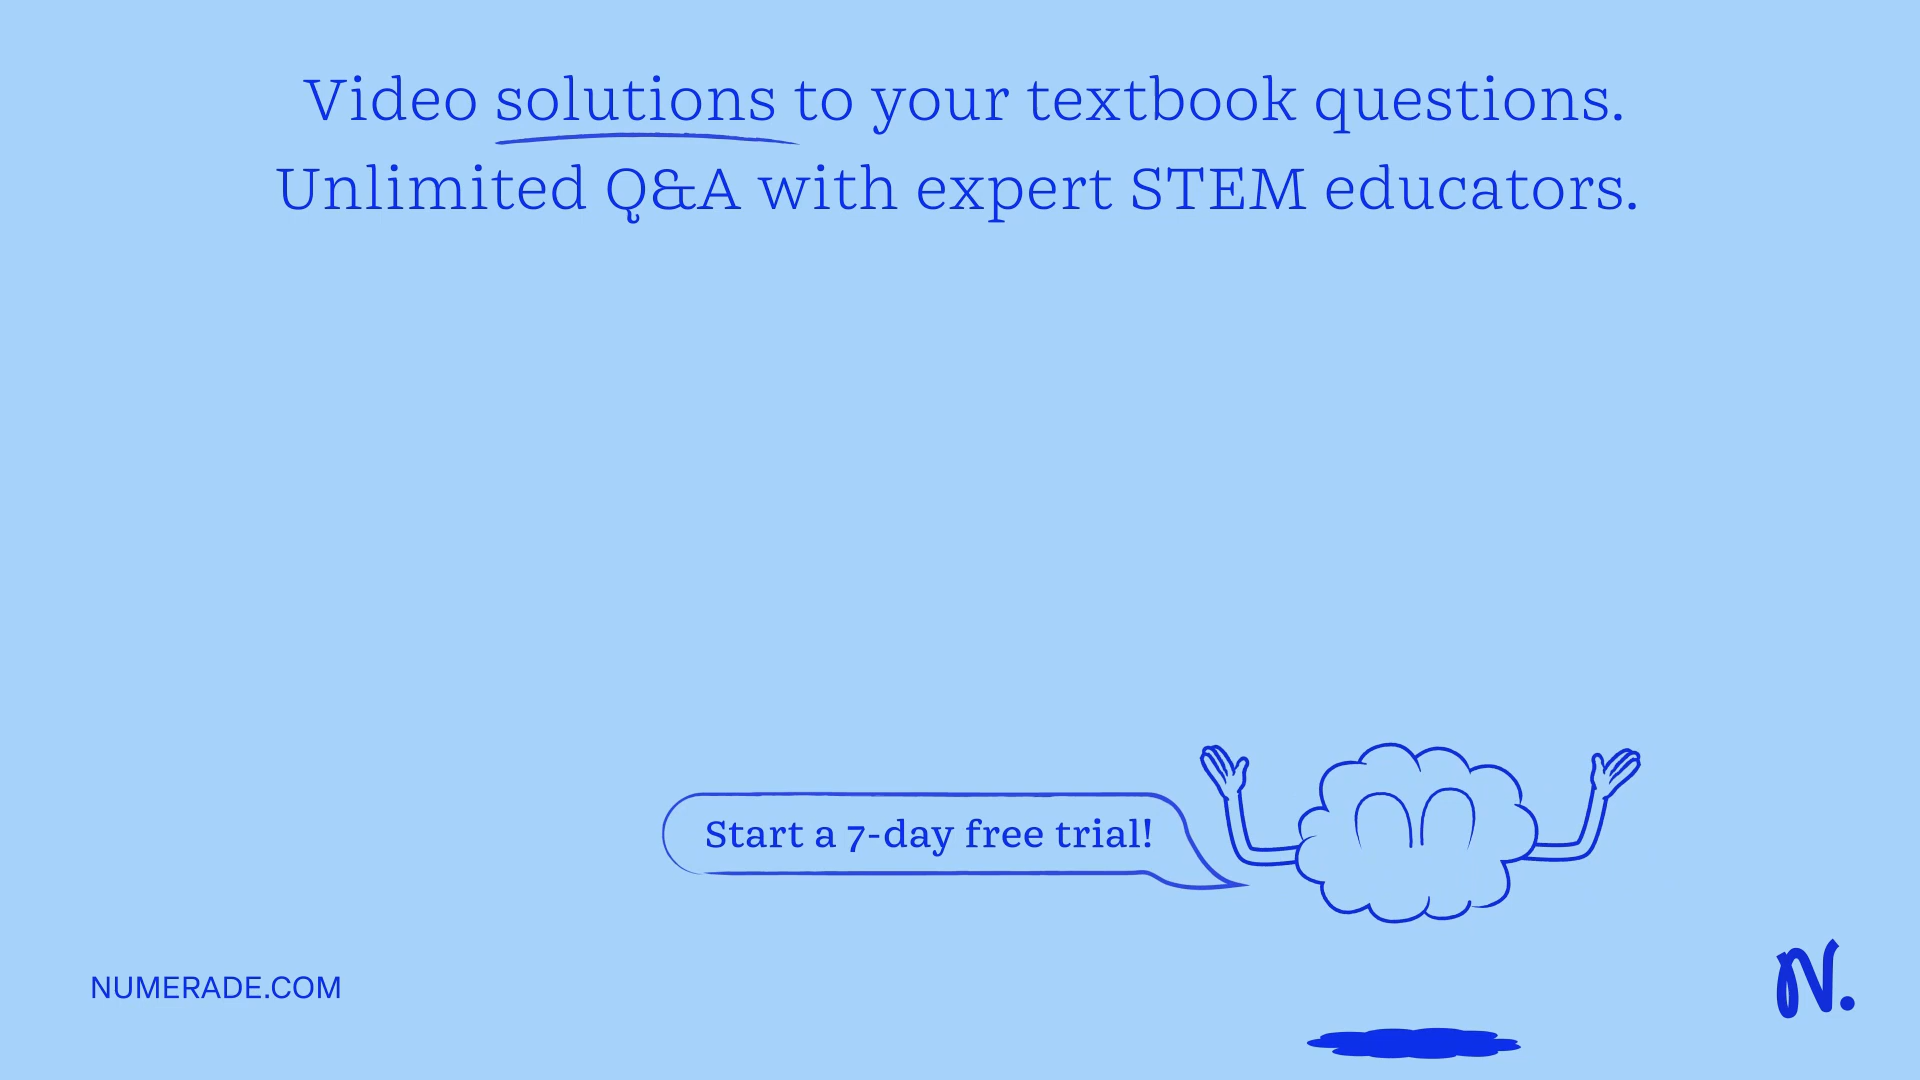 Video solutions to your textbook questions.
Unlimited Q&A with expert STEM educators.
Start a 7-day free trial!
NUMERADE.COM
N.